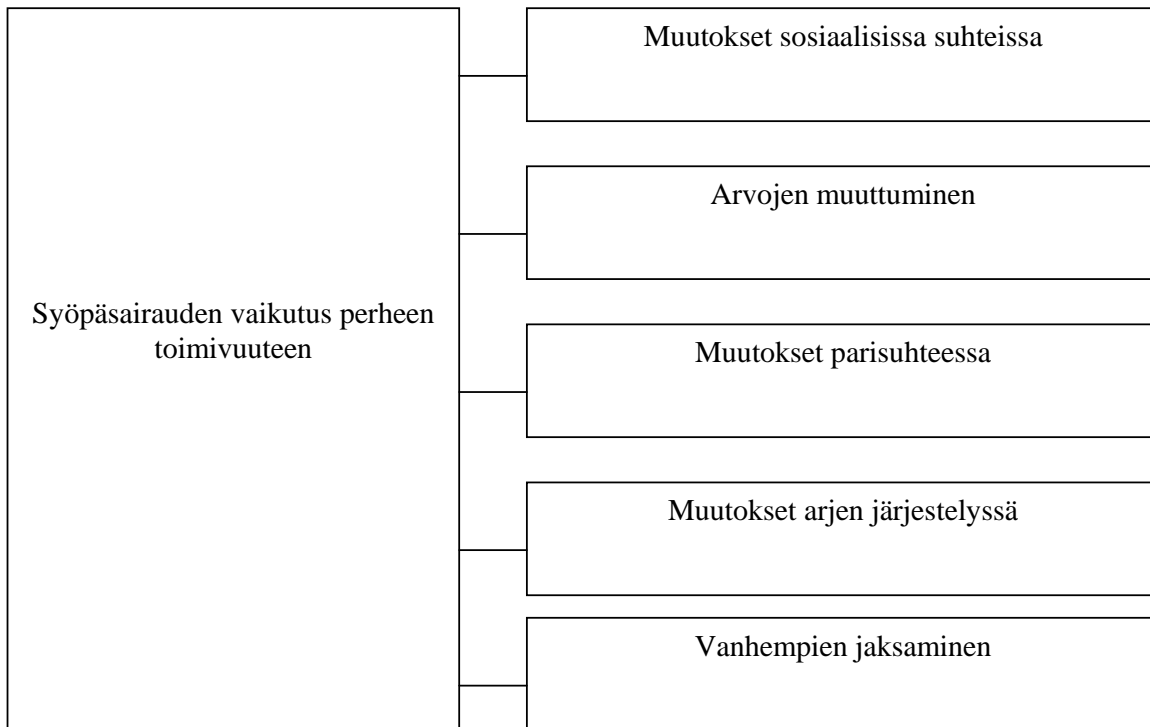 Syöpäsairauden vaikutus perheen
toimivuuteen
Muutokset sosiaalisissa suhteissa
Arvojen muuttuminen
Muutokset parisuhteessa
Muutokset arjen järjestelyssä
Vanhempien jaksaminen